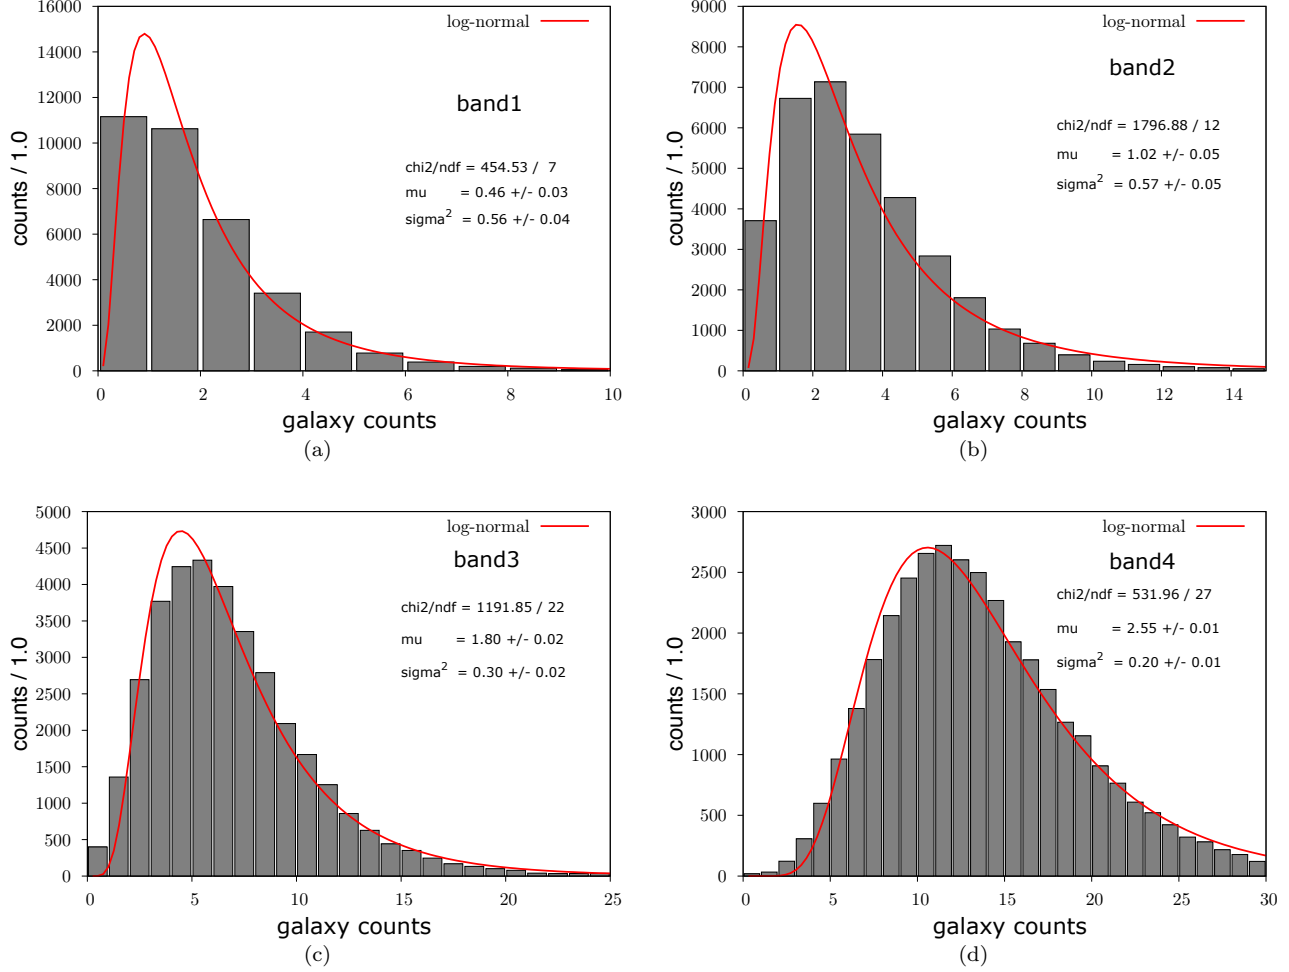 16000
14000
12000
10000
8000
6000
4000
2000
0
counts / 1.0
log-normal
band1
chi2/ndf = 454.53 / 7
mu = 0.46 +/- 0.03
sigma² = 0.56 +/- 0.04
0 2 4 6 8 10
galaxy counts
(a)
9000
8000
7000
6000
5000
4000
3000
2000
1000
0
counts / 1.0
log-normal
band2
chi2/ndf = 1796.88 / 12
mu = 1.02 +/- 0.05
sigma² = 0.57 +/- 0.05
0 2 4 6 8 10 12 14
galaxy counts
(b)
5000
4500
4000
3500
3000
2500
2000
1500
1000
500
0
counts / 1.0
log-normal
band3
chi2/ndf = 1191.85 / 22
mu = 1.80 +/- 0.02
sigma² = 0.30 +/- 0.02
0 5 10 15 20 25
galaxy counts
(c)
3000
2500
2000
1500
1000
500
0
counts / 1.0
log-normal
band4
chi2/ndf = 531.96 / 27
mu = 2.55 +/- 0.01
sigma² = 0.20 +/- 0.01
0 5 10 15 20 25 30
galaxy counts
(d)